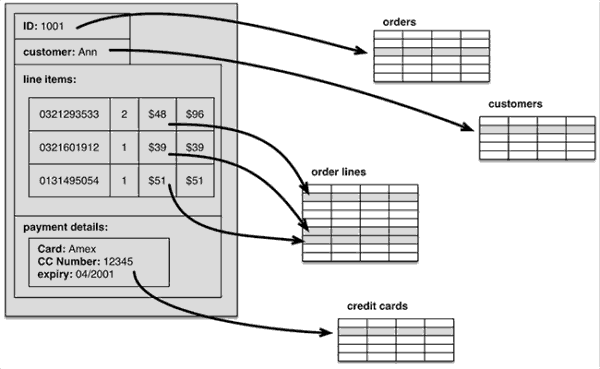 ID: 1001
customer: Ann
line items:
0321293533 2 $48 $96
0321601912 1 $39 $39
0131495054 1 $51 $51
payment details:
Card: Amex
CC Number: 12345
expiry: 04/2001
orders
customers
order lines
credit cards